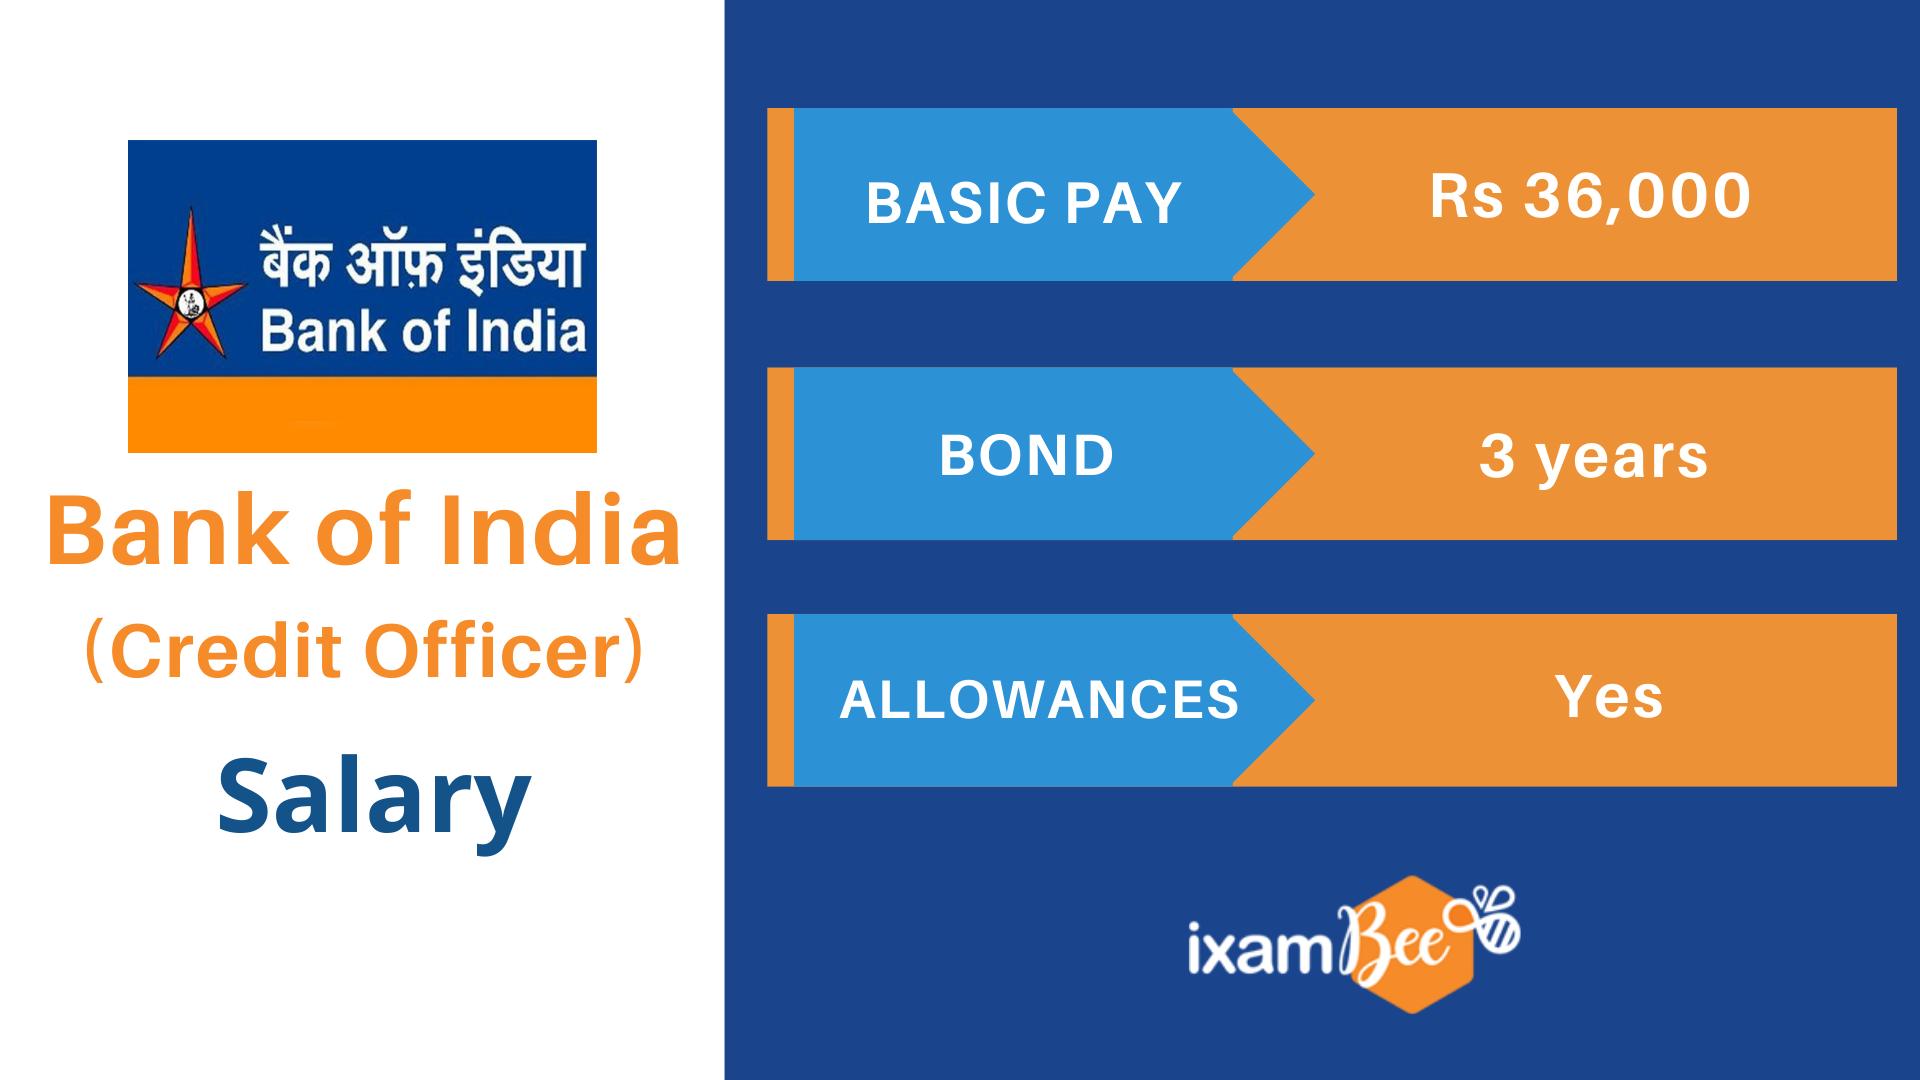 बैंक ऑफ़ इंडिया
Bank of India
Bank of India
(Credit Officer)
Salary
BASIC PAY
Rs 36,000
BOND
3 years
ALLOWANCES
Yes
ixamBee